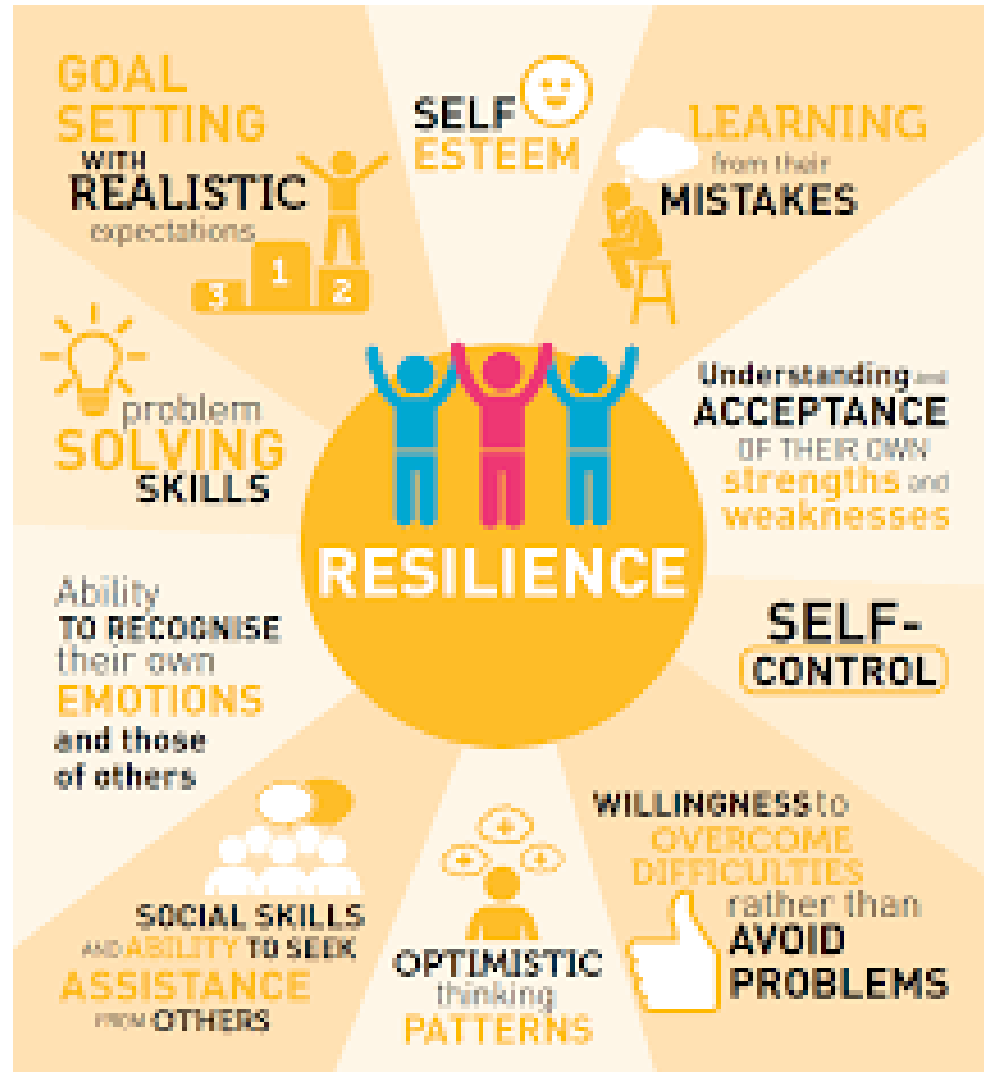 GOAL
SETTING
WITH
REALISTIC
expectations
1
3
2
SELF
ESTEEM
LEARNING
from their
MISTAKES
Understanding and
ACCEPTANCE
OF THEIR OWN
strengths and
weaknesses
SELF-
CONTROL
WILLINGNESS to
OVERCOME
DIFFICULTIES
rather than
AVOID
PROBLEMS
OPTIMISTIC
thinking
PATTERNS
SOCIAL SKILLS
AND ABILITY TO SEEK
ASSISTANCE
FROM OTHERS
Ability
TO RECOGNISE
their own
EMOTIONS
and those
of others
problem
SOLVING
SKILLS
RESILIENCE